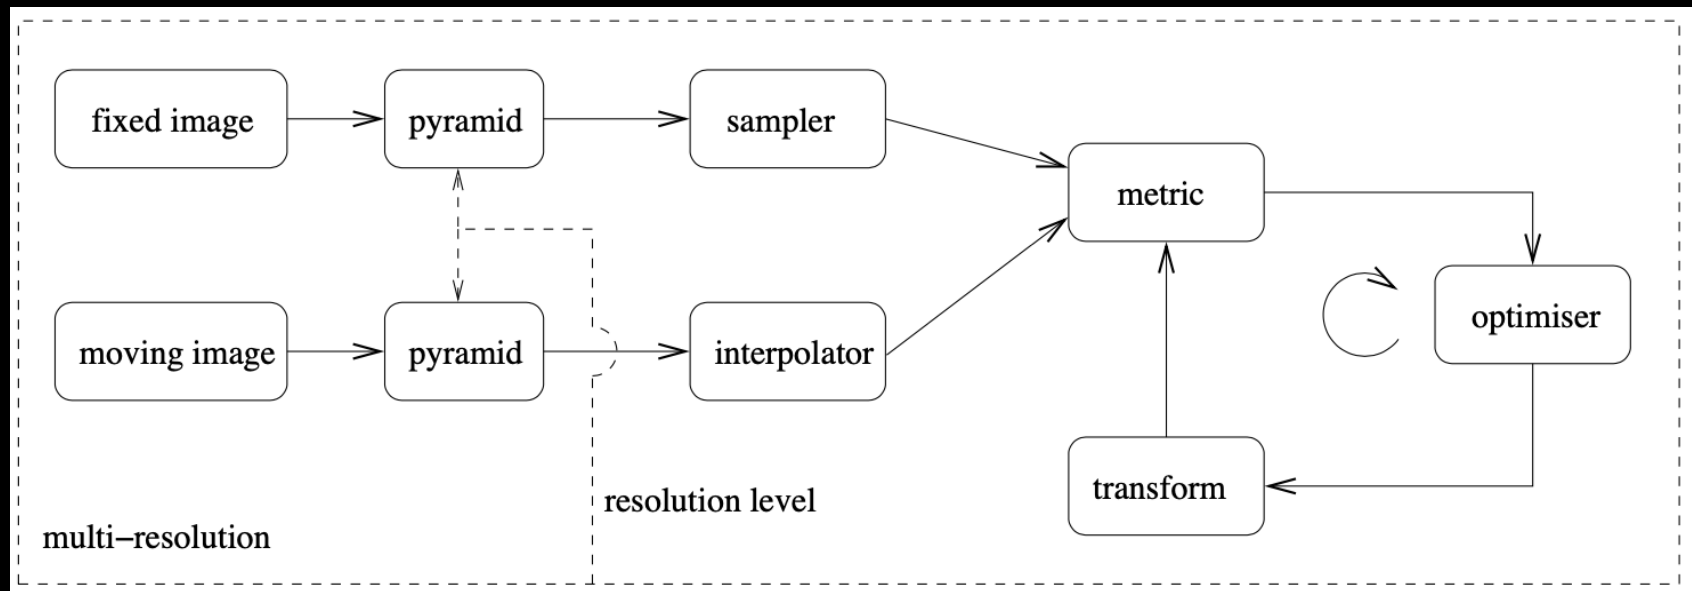 fixed image
pyramid
sampler
metric
moving image
pyramid
interpolator
optimiser
transform
resolution level
multi−resolution